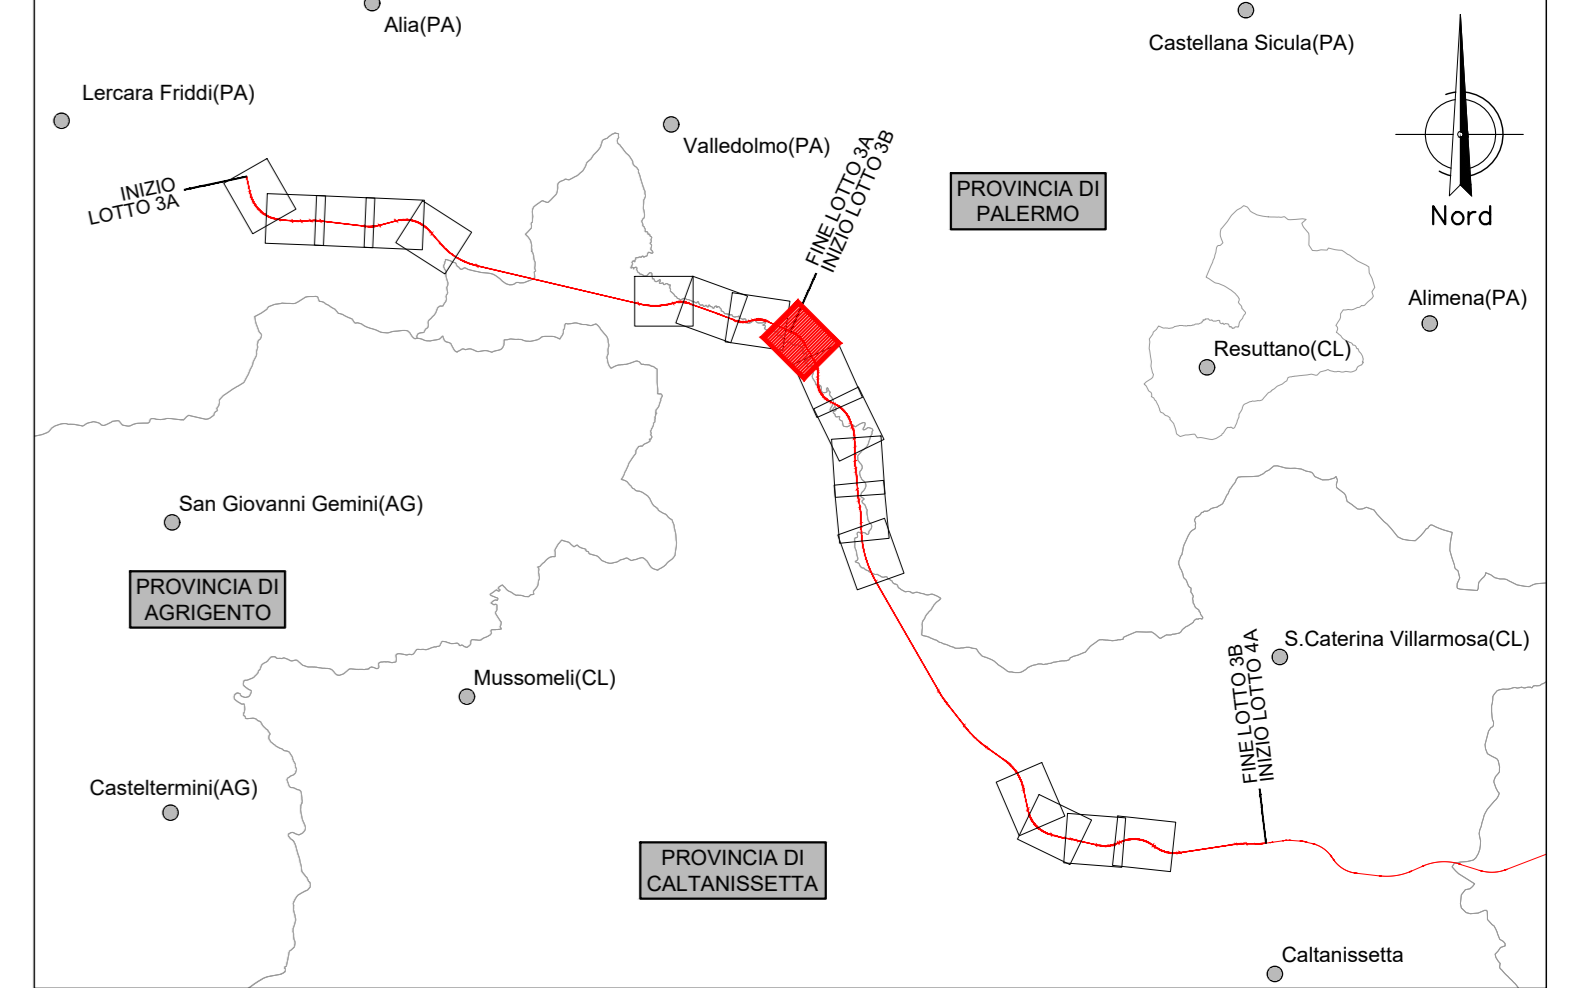 Alia(PA)
Castellana Sicula(PA)
Lercara Friddi(PA)
Valledolmo(PA)
INIZIO
LOTTO 3A
FINE LOTTO 3A
INIZIO LOTTO 3B
PROVINCIA DI
PALERMO
Nord
Alimena(PA)
Resuttano(CL)
San Giovanni Gemini(AG)
PROVINCIA DI
AGRIGENTO
Mussomeli(CL)
S.Caterina Villarmosa(CL)
FINE LOTTO 3B
INIZIO LOTTO 4A
Casteltermini(AG)
PROVINCIA DI
CALTANISSETTA
Caltanissetta